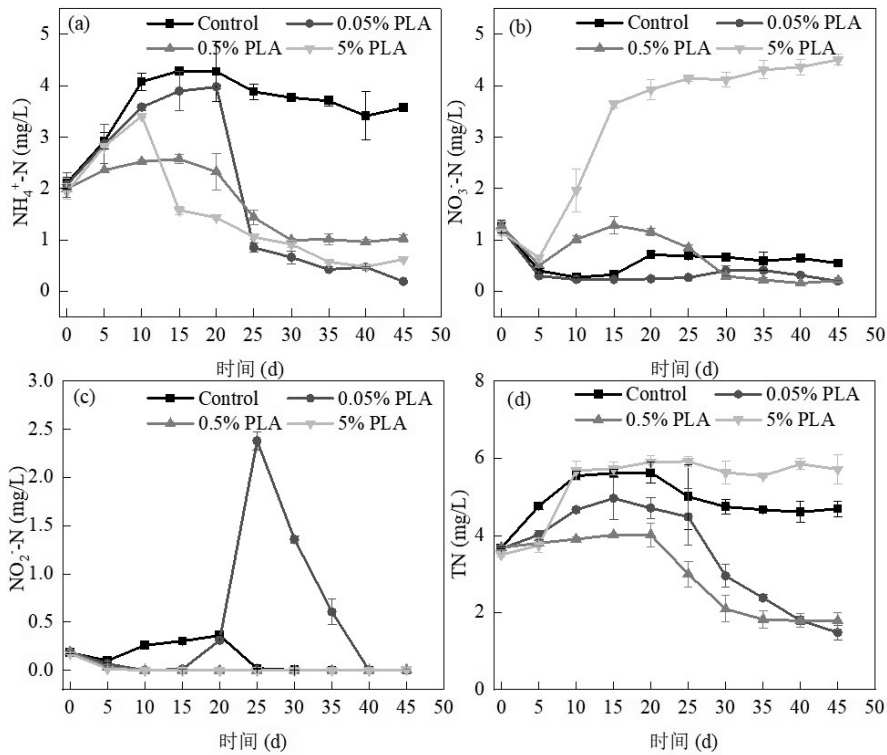 (a)
Control
0.05% PLA
0.5% PLA
5% PLA
NH₄⁺-N (mg/L)
5
4
3
2
1
0
0 5 10 15 20 25 30 35 40 45 50
时间 (d)
(b)
Control
0.05% PLA
0.5% PLA
5% PLA
NO₃⁻-N (mg/L)
5
4
3
2
1
0
0 5 10 15 20 25 30 35 40 45 50
时间 (d)
(c)
Control
0.05% PLA
0.5% PLA
5% PLA
NO₂⁻-N (mg/L)
3.0
2.5
2.0
1.5
1.0
0.5
0.0
0 5 10 15 20 25 30 35 40 45 50
时间 (d)
(d)
Control
0.05% PLA
0.5% PLA
5% PLA
TN (mg/L)
8
6
4
2
0
0 5 10 15 20 25 30 35 40 45 50
时间 (d)